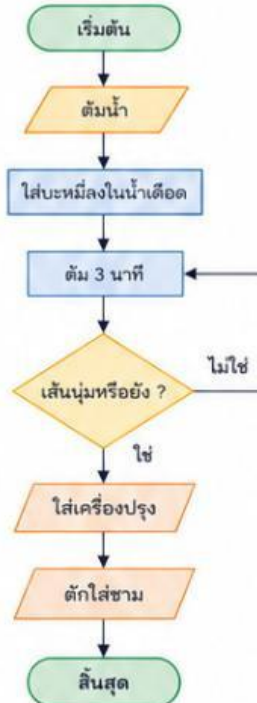 เริ่มต้น
ต้มน้ำ
ใส่บะหมี่ลงในน้ำเดือด
ต้ม 3 นาที
เส้นนุ่มหรือยัง ?
ไม่ใช่
ใช่
ใส่เครื่องปรุง
ตักใส่ชาม
สิ้นสุด